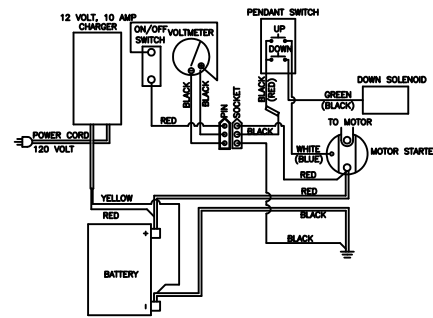 PENDANT SWITCH
12 VOLT, 10 AMP
CHARGER
ON/OFF
SWITCH
VOLTMETER
UP
DOWN
DOWN SOLENOID
BLACK
BLACK
BLACK
(RED)
GREEN
(BLACK)
PIN
SOCKET
TO MOTOR
RED
BLACK
POWER CORD
120 VOLT
WHITE
(BLUE)
MOTOR STARTE
RED
RED
YELLOW
RED
BLACK
BLACK
+
BATTERY
-